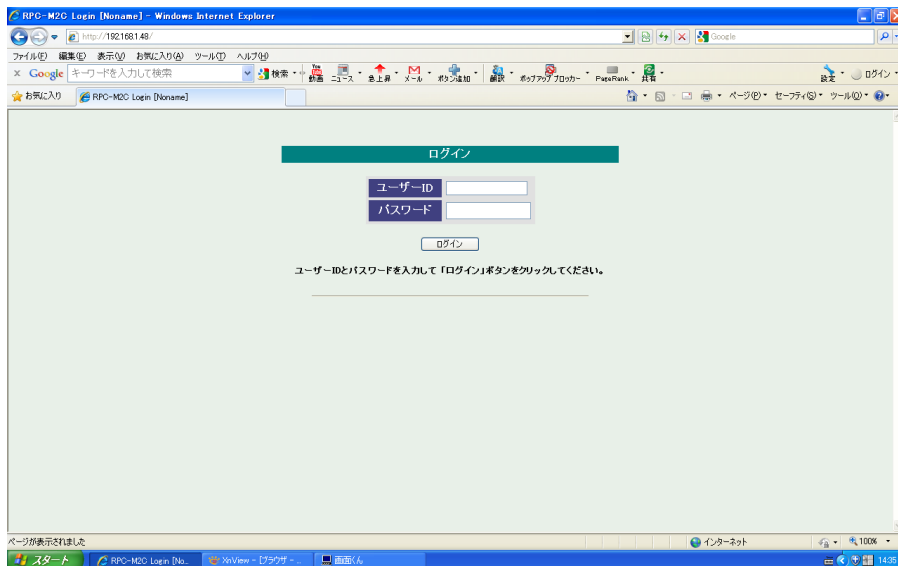 RPC-M2C Login [Noname] - Windows Internet Explorer
http://192.168.1.48/
Google
ファイル(F) 編集(E) 表示(V) お気に入り(A) ツール(T) ヘルプ(H)
x Google キーワードを入力して検索 検索 動画 ニュース 急上昇 メール ボタン追加 翻訳 ポップアップ ブロッカー PageRank 共有 設定 ログイン
お気に入り RPC-M2C Login [Noname] ページ(P) セーフティ(S) ツール(O)
ログイン
ユーザーID
パスワード
ログイン
ユーザーIDとパスワードを入力して「ログイン」ボタンをクリックしてください。
ページが表示されました インターネット 100%
スタート RPC-M2C Login [No... XnView - [ブラウザ - ... 画面くん 14:35